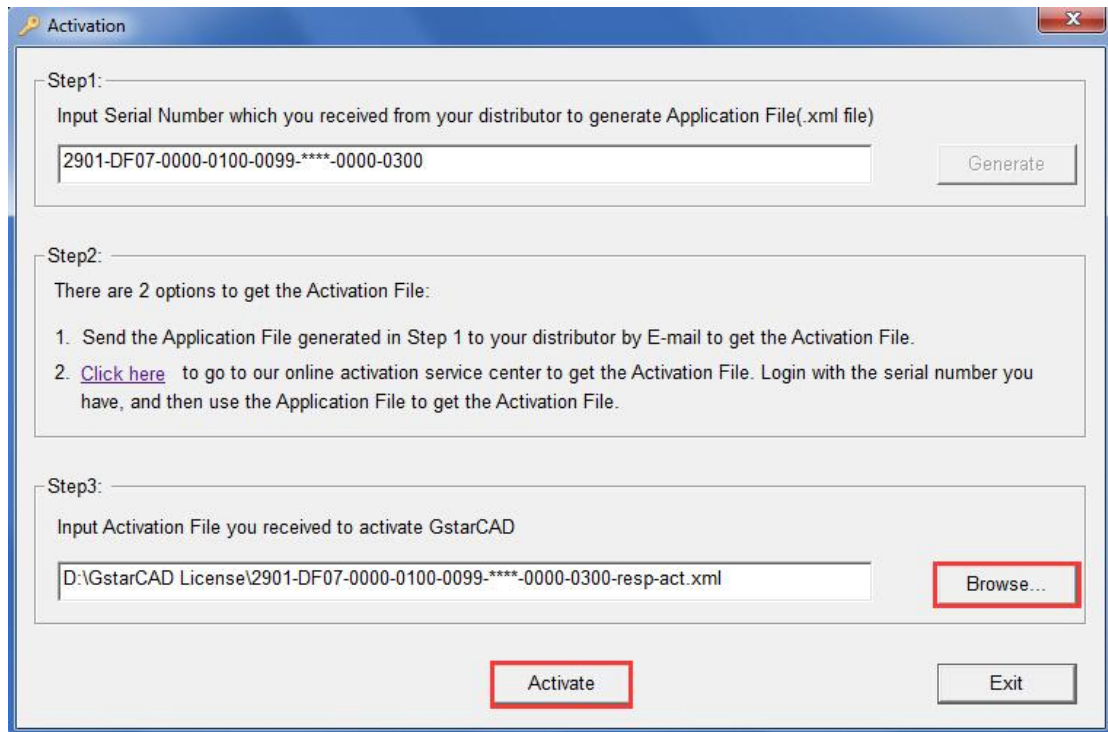 Activation
Step1:
Input Serial Number which you received from your distributor to generate Application File(.xml file)
2901-DF07-0000-0100-0099-****-0000-0300
Generate
Step2:
There are 2 options to get the Activation File:
1. Send the Application File generated in Step 1 to your distributor by E-mail to get the Activation File.
2. Click here to go to our online activation service center to get the Activation File. Login with the serial number you
have, and then use the Application File to get the Activation File.
Step3:
Input Activation File you received to activate GstarCAD
D:\GstarCAD License\2901-DF07-0000-0100-0099-****-0000-0300-resp-act.xml
Browse...
Activate
Exit